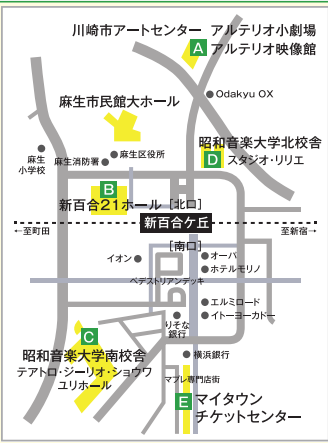 川崎市アートセンター アルテリオ小劇場
A アルテリオ映像館
Odakyu OX
麻生市民館大ホール
昭和音楽大学北校舎
D スタジオ・リリエ
麻生
小学校
麻生消防署
麻生区役所
B
新百合21ホール
[北口]
新百合ケ丘
←至町田
至新宿→
[南口]
イオン
オーパ
ホテルモリノ
ペデストリアンデッキ
エルミロード
イトーヨーカドー
りそな
銀行
C
昭和音楽大学南校舎
テアトロ・ジーリオ・ショウワ
ユリホール
横浜銀行
マプレ専門店街
E マイタウン
チケットセンター